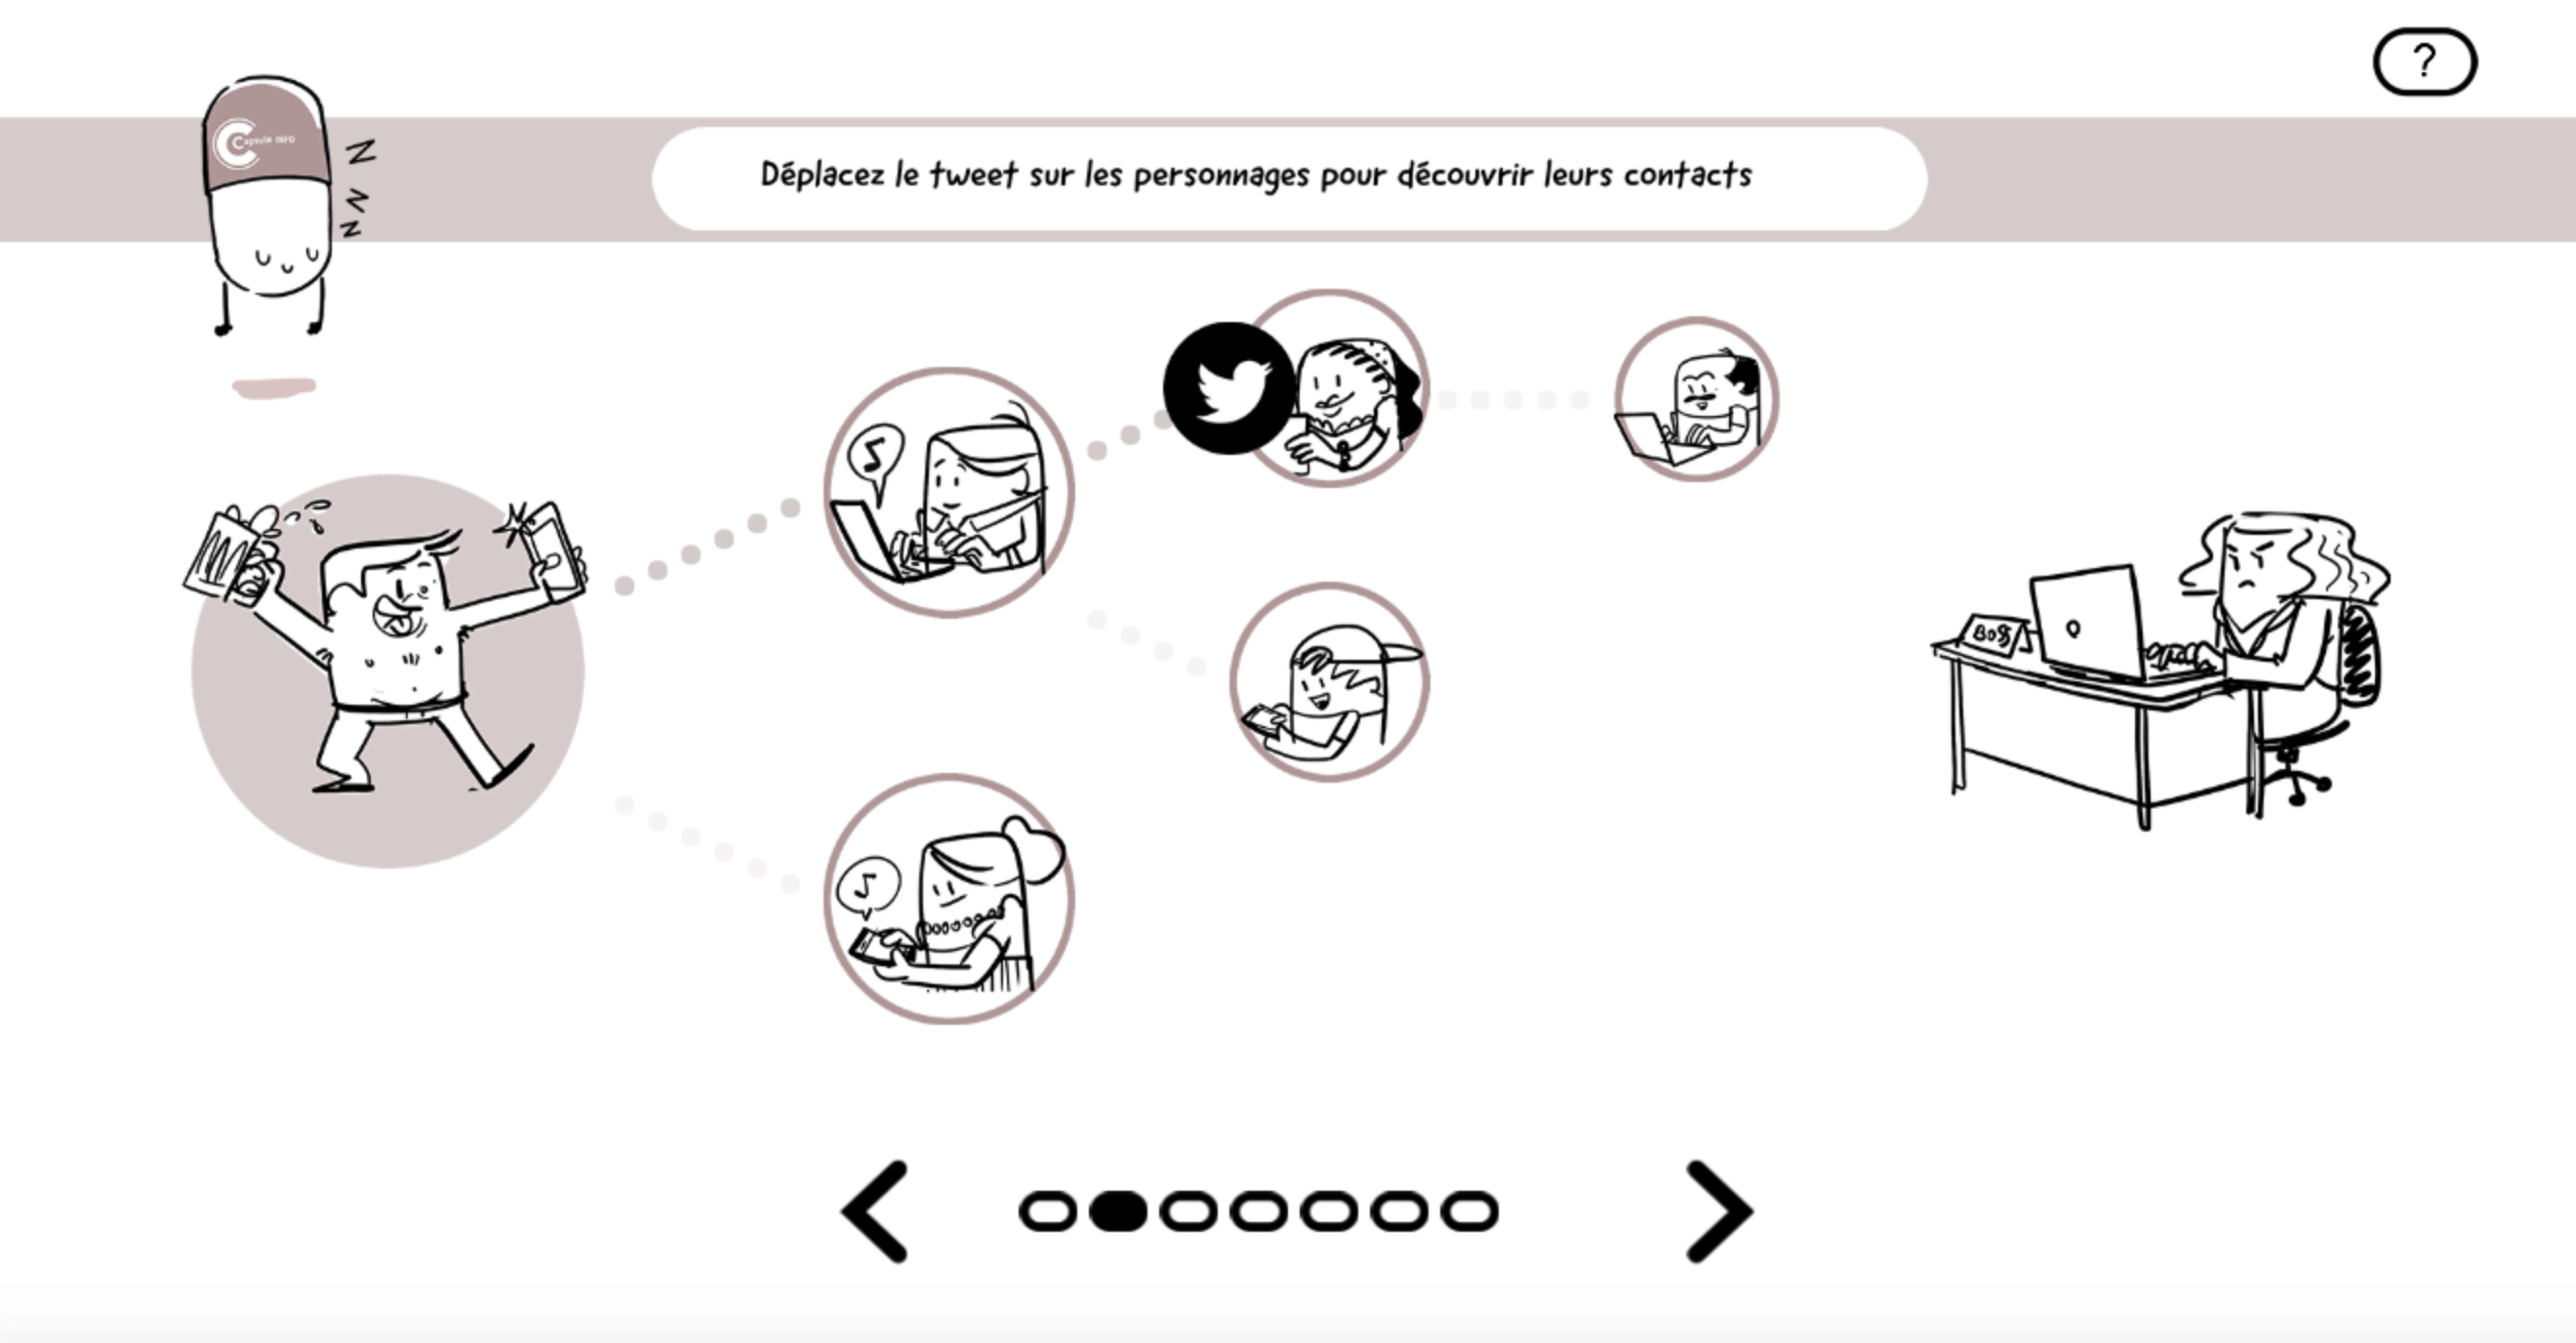 ?
Capsule INFO
Déplacez le tweet sur les personnages pour découvrir leurs contacts
z
z
z
BOSS